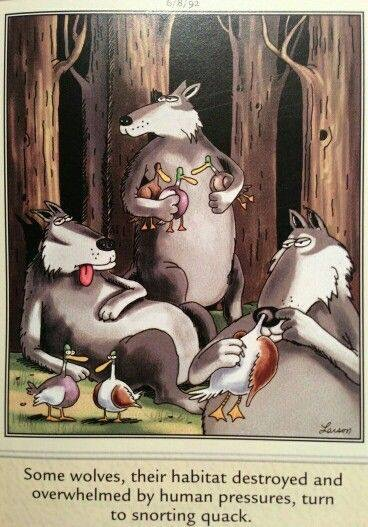 6/8/92
Larson
Some wolves, their habitat destroyed and
overwhelmed by human pressures, turn
to snorting quack.